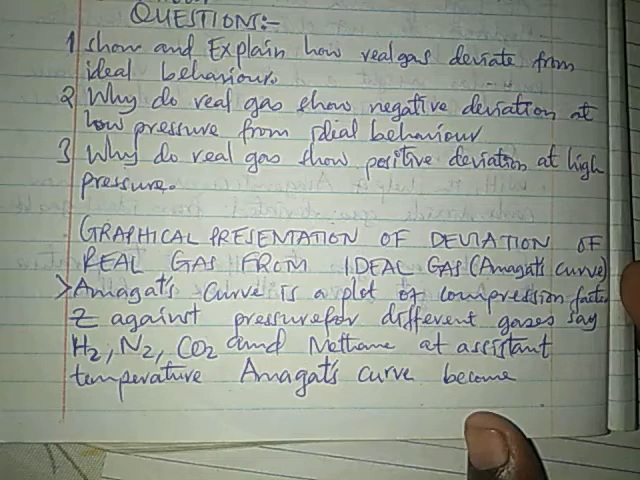 QUESTIONS:-
1 Show and Explain how real gas deviate from
ideal behaviour.
2 Why do real gas show negative deviation at
low pressure from ideal behaviour
3 Why do real gas show positive deviation at high
pressure.
GRAPHICAL PRESENTATION OF DEVIATION OF
REAL GAS FROM IDEAL GAS (Amagat's curve)
> Amagat's Curve is a plot of compression factor
Z against pressure for different gases say
H2, N2, CO2 and Methane at assistant
temperature Amagat's curve become